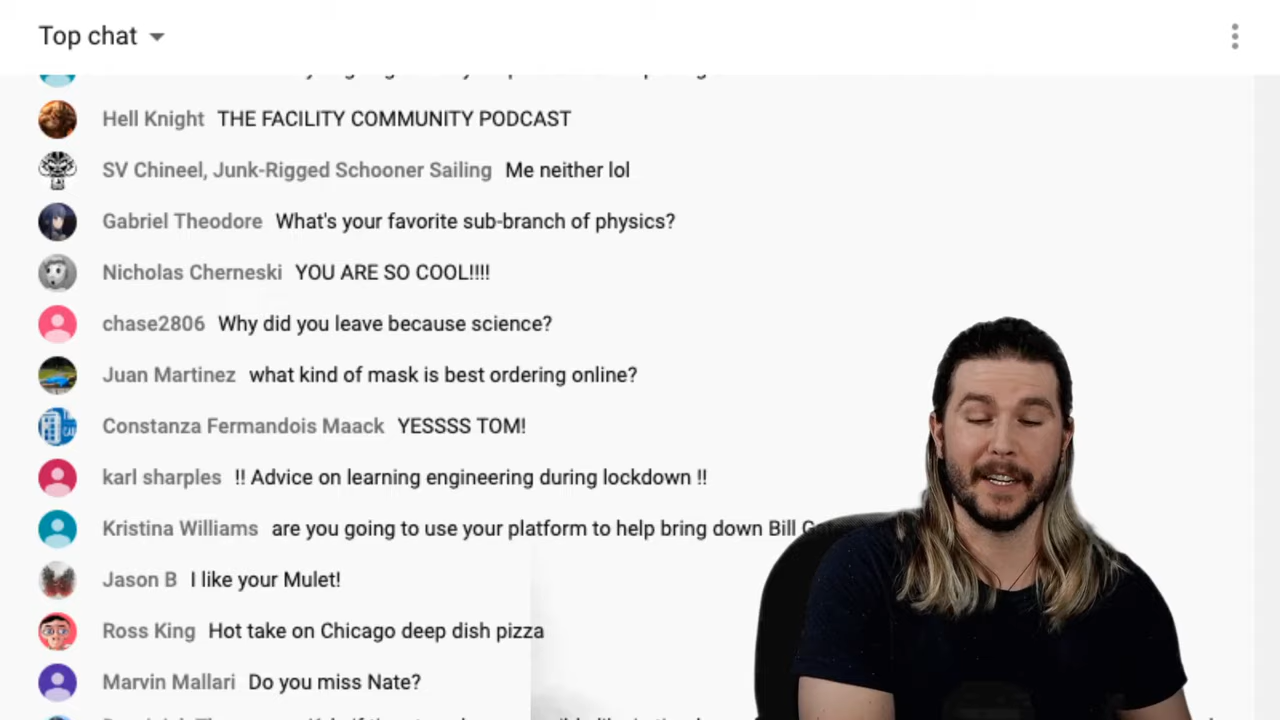 Top chat
Hell Knight THE FACILITY COMMUNITY PODCAST
SV Chineel, Junk-Rigged Schooner Sailing Me neither lol
Gabriel Theodore What's your favorite sub-branch of physics?
Nicholas Cherneski YOU ARE SO COOL!!!!
chase2806 Why did you leave because science?
Juan Martinez what kind of mask is best ordering online?
Constanza Fermandois Maack YESSSS TOM!
karl sharples !! Advice on learning engineering during lockdown !!
Kristina Williams are you going to use your platform to help bring down Bill
Jason B I like your Mulet!
Ross King Hot take on Chicago deep dish pizza
Marvin Mallari Do you miss Nate?